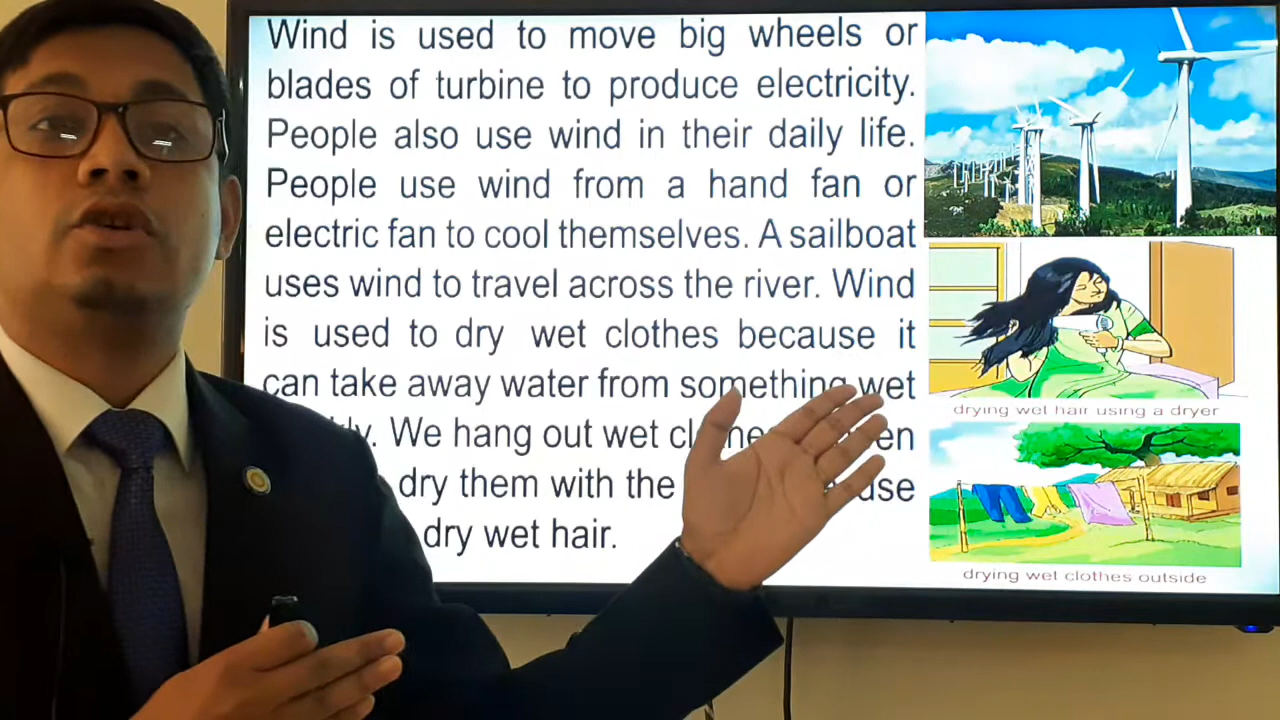 Wind is used to move big wheels or
blades of turbine to produce electricity.
People also use wind in their daily life.
People use wind from a hand fan or
electric fan to cool themselves. A sailboat
uses wind to travel across the river. Wind
is used to dry wet clothes because it
can take away water from something wet
We hang out wet
dry them with the
dry wet hair.
drying wet hair using a dryer
drying wet clothes outside